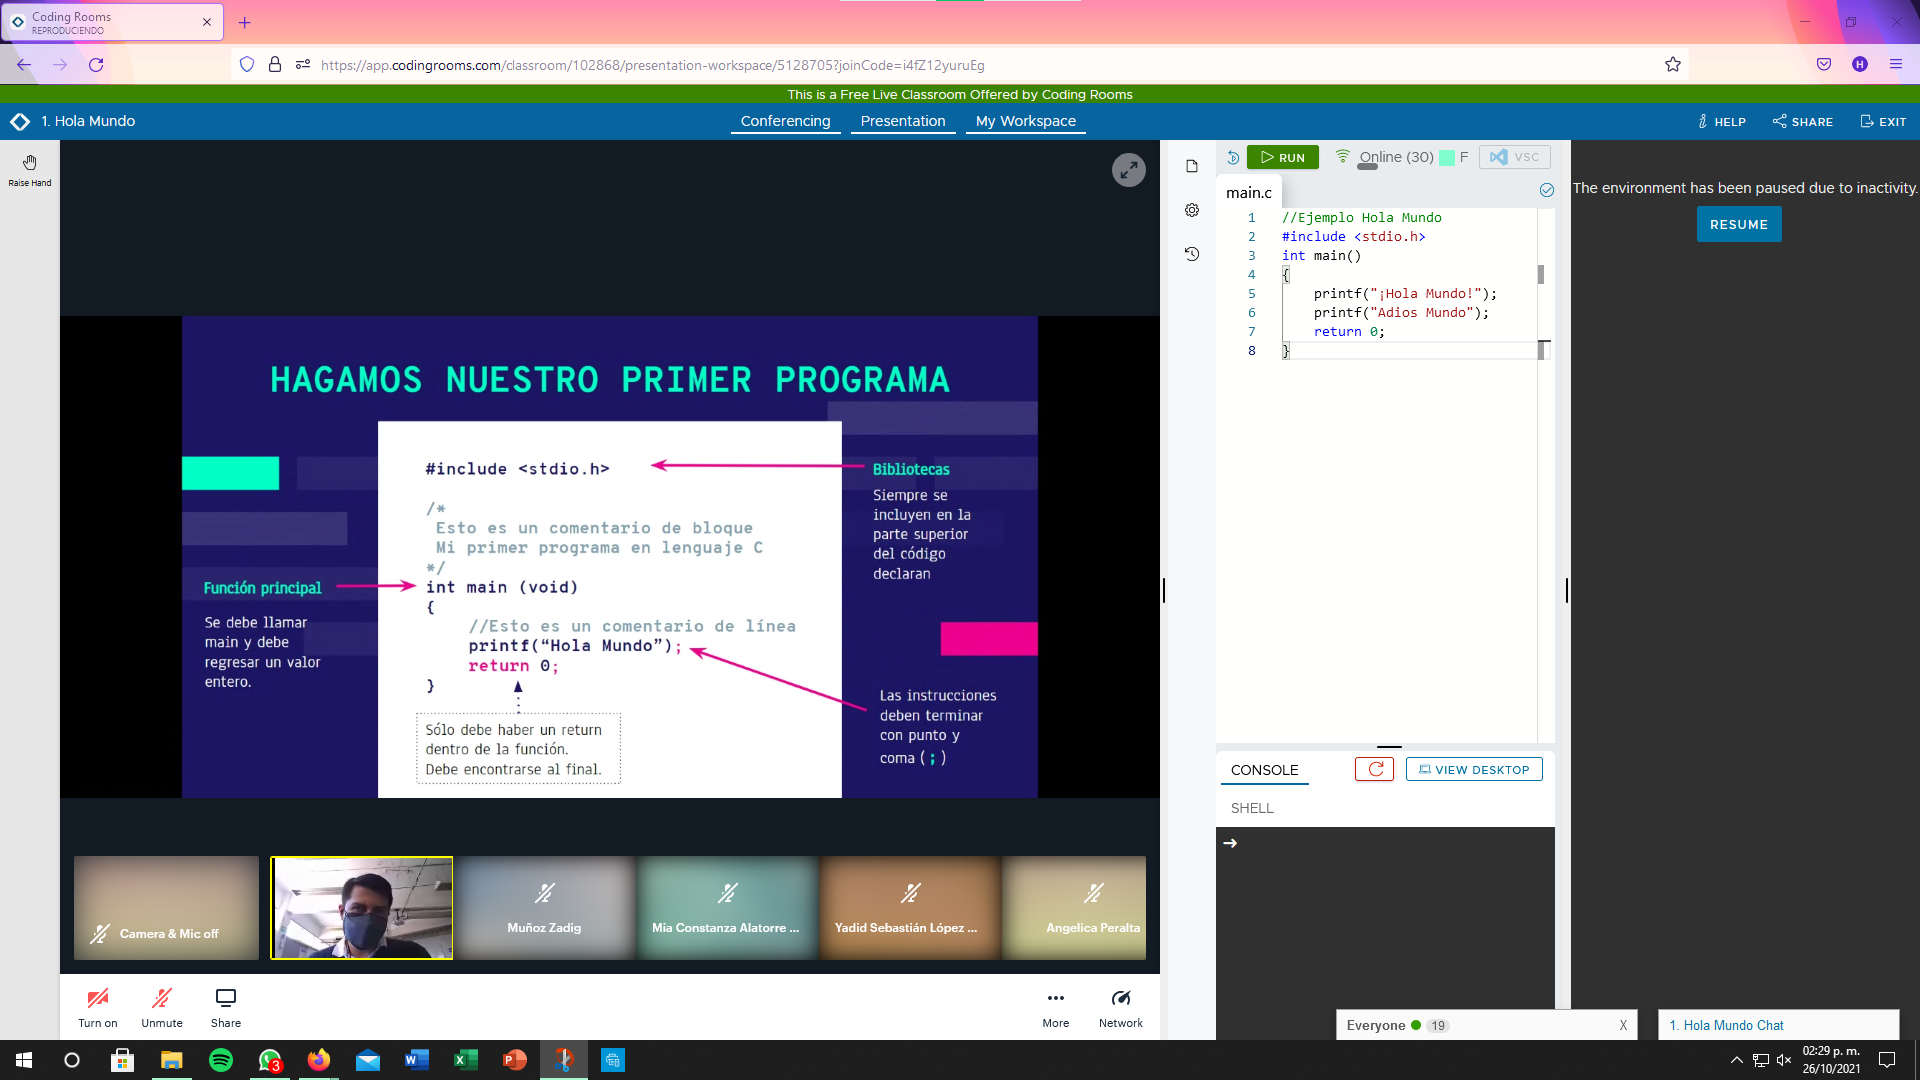 Coding Rooms
REPRODUCIENDO
https://app.codingrooms.com/classroom/102868/presentation-workspace/5128705?joinCode=i4fZ12yuruEg
H
This is a Free Live Classroom Offered by Coding Rooms
1. Hola Mundo
Conferencing
Presentation
My Workspace
HELP
SHARE
EXIT
Raise Hand
HAGAMOS NUESTRO PRIMER PROGRAMA
#include <stdio.h>
/*
Esto es un comentario de bloque
Mi primer programa en lenguaje C
*/
int main (void)
{
//Esto es un comentario de línea
printf(“Hola Mundo”);
return 0;
}
Sólo debe haber un return
dentro de la función.
Debe encontrarse al final.
Función principal
Se debe llamar
main y debe
regresar un valor
entero.
Bibliotecas
Siempre se
incluyen en la
parte superior
del código
declaran
Las instrucciones
deben terminar
con punto y
coma (;)
Camera & Mic off
Muñoz Zadig
Mia Constanza Alatorre ...
Yadid Sebastián López ...
Angelica Peralta
Turn on
Unmute
Share
More
Network
RUN
Online (30)
F
VSC
main.c
1 //Ejemplo Hola Mundo
2 #include <stdio.h>
3 int main()
4 {
5 printf("¡Hola Mundo!");
6 printf("Adios Mundo");
7 return 0;
8 }
CONSOLE
VIEW DESKTOP
SHELL
The environment has been paused due to inactivity.
RESUME
Everyone 19 X
1. Hola Mundo Chat
3
02:29 p. m.
26/10/2021